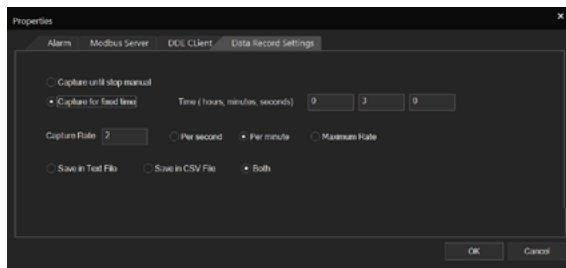 Properties
Alarm Modbus Server DDE CLient Data Record Settings
Capture until stop manual
Capture for fixed time Time ( hours, minutes, seconds) 0 3 0
Capture Rate 2 Per second Per minute Maximum Rate
Save in Text File Save in CSV File Both
OK Cancel